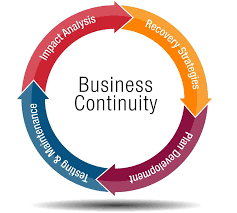 Business
Continuity
Impact Analysis
Recovery Strategies
Plan Development
Testing & Maintenance